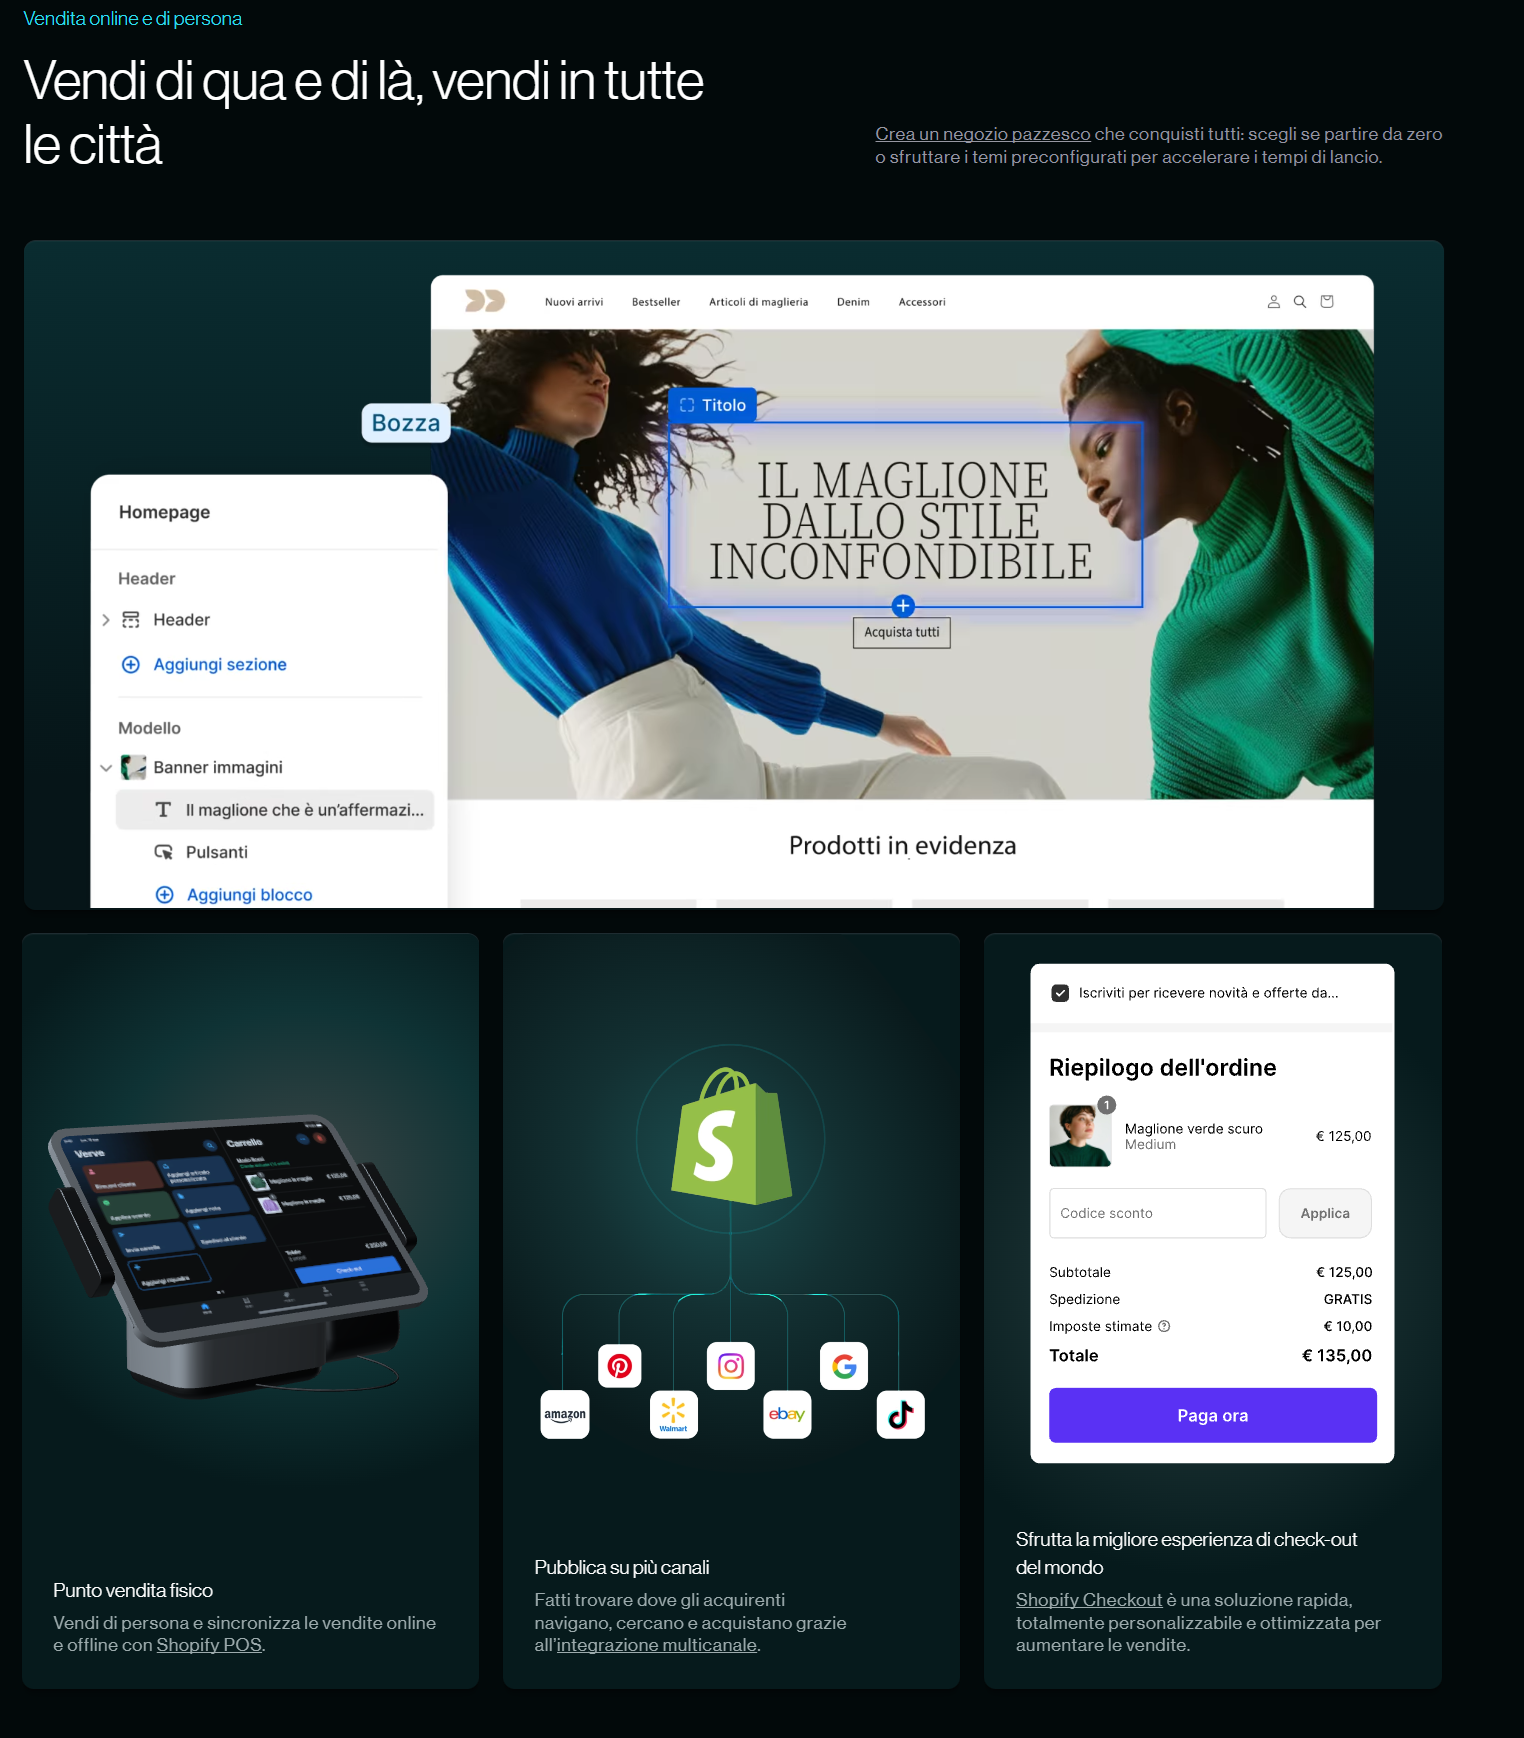 Vendita online e di persona
Vendi di qua e di là, vendi in tutte
le città
Crea un negozio pazzesco che conquisti tutti: scegli se partire da zero
o sfruttare i temi preconfigurati per accelerare i tempi di lancio.
Nuovi arrivi
Bestseller
Articoli di maglieria
Denim
Accessori
Bozza
Titolo
IL MAGLIONE
DALLO STILE
INCONFONDIBILE
Acquista tutti
Prodotti in evidenza
Homepage
Header
Header
Aggiungi sezione
Modello
Banner immagini
Il maglione che è un'affermazi...
Pulsanti
Aggiungi blocco
Verve
Carrello
Totale
Check-out
Punto vendita fisico
Vendi di persona e sincronizza le vendite online
e offline con Shopify POS.
amazon
Walmart
ebay
Pubblica su più canali
Fatti trovare dove gli acquirenti
navigano, cercano e acquistano grazie
all'integrazione multicanale.
Iscriviti per ricevere novità e offerte da...
Riepilogo dell'ordine
1
Maglione verde scuro
Medium
€ 125,00
Codice sconto
Applica
Subtotale € 125,00
Spedizione GRATIS
Imposte stimate € 10,00
Totale € 135,00
Paga ora
Sfrutta la migliore esperienza di check-out
del mondo
Shopify Checkout è una soluzione rapida,
totalmente personalizzabile e ottimizzata per
aumentare le vendite.